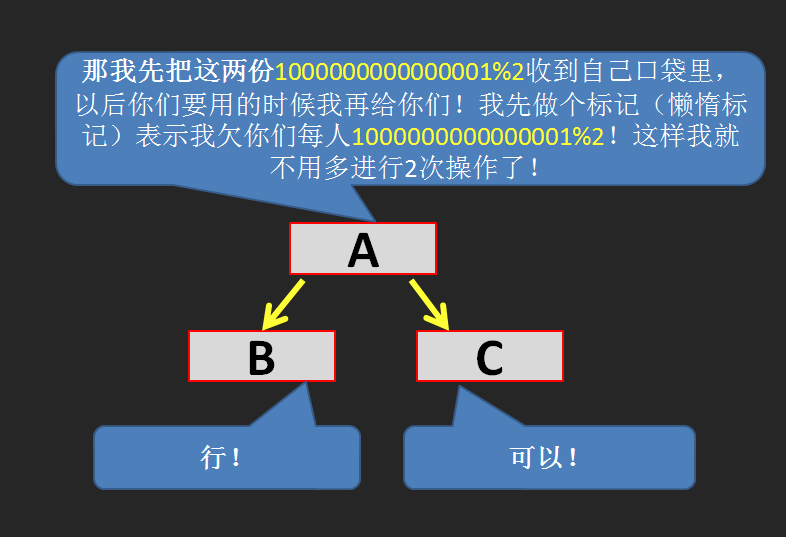 那我先把这两份1000000000000001%2收到自己口袋里，
以后你们要用的时候我再给你们！我先做个标记（懒惰标
记）表示我欠你们每人1000000000000001%2！这样我就
不用多进行2次操作了！
A
B
C
行！
可以！